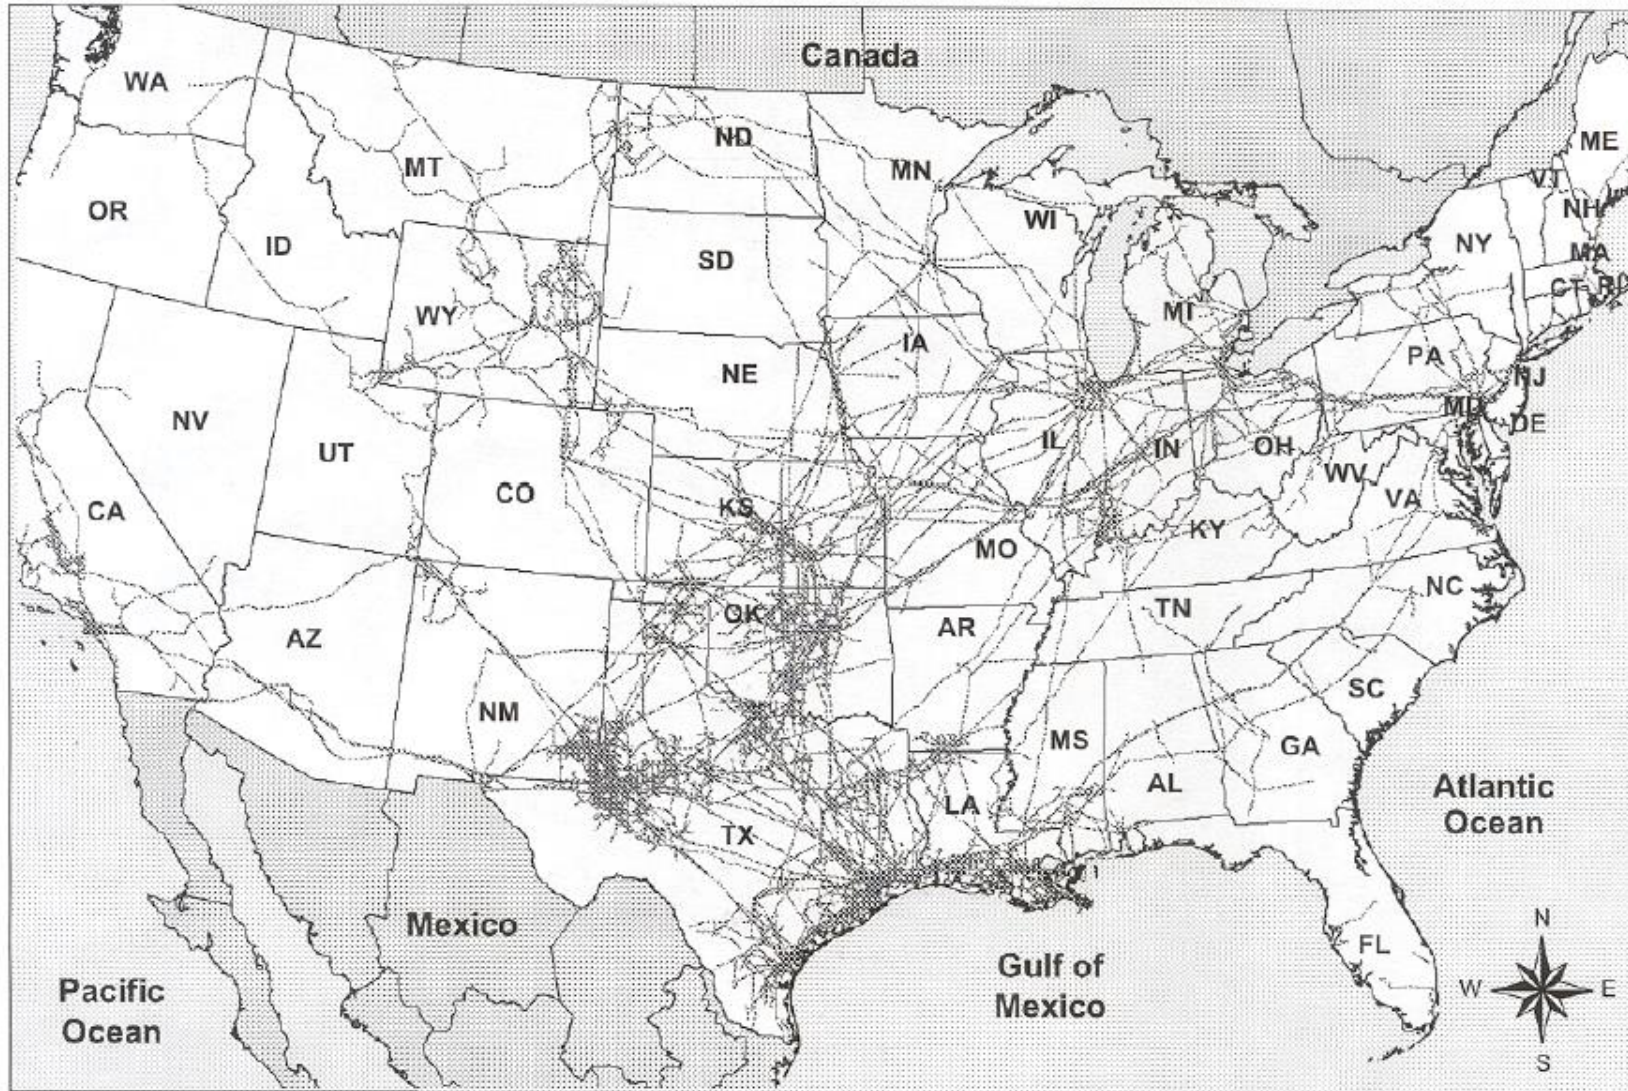 Canada
WA
ND
ME
MT
MN
VT
OR
WI
NH
ID
NY
SD
MA
CT
RI
WY
MI
IA
PA
NE
NJ
MD
NV
DE
IL
IN
OH
UT
WV
CO
VA
KS
CA
KY
MO
NC
TN
OK
AR
AZ
SC
NM
MS
GA
AL
Atlantic
Ocean
LA
TX
Mexico
FL
N
Gulf of
Mexico
W
E
Pacific
Ocean
S